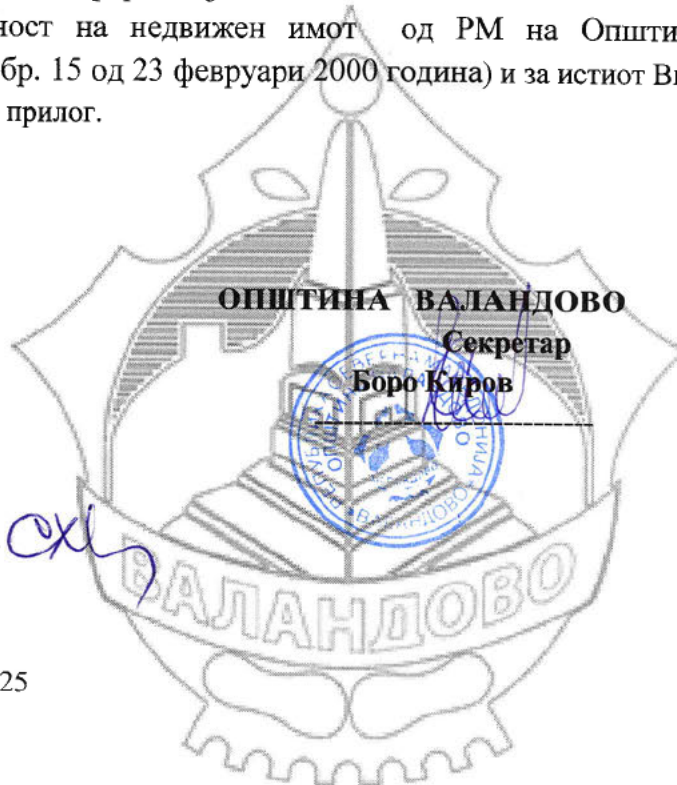 ност на недвижен имот од РМ на Општи
бр. 15 од 23 февруари 2000 година) и за истиот Ви
прилог.
ОПШТИНА ВАЛАНДОВО
Секретар
Боро Киров
ВАЛАНДОВО
25